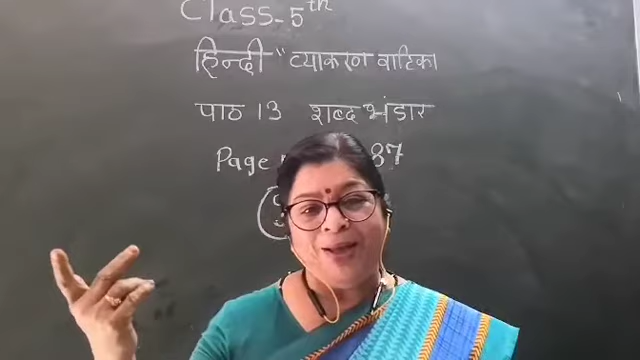 Class-5th
हिन्दी "व्याकरण वाटिका
पाठ 13 शब्द भंडार
Page 87